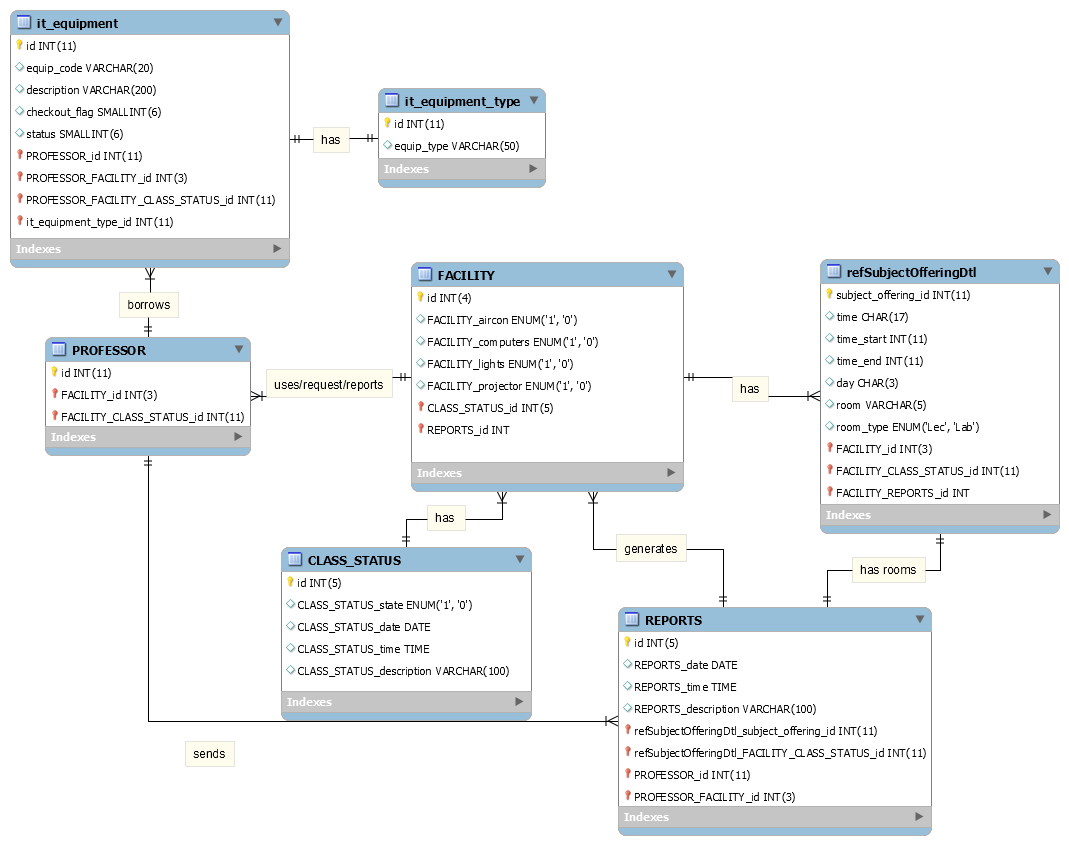 it_equipment
id INT(11)
equip_code VARCHAR(20)
description VARCHAR(200)
checkout_flag SMALLINT(6)
status SMALLINT(6)
PROFESSOR_id INT(11)
PROFESSOR_FACILITY_id INT(3)
PROFESSOR_FACILITY_CLASS_STATUS_id INT(11)
it_equipment_type_id INT(11)
Indexes
has
it_equipment_type
id INT(11)
equip_type VARCHAR(50)
Indexes
borrows
PROFESSOR
id INT(11)
FACILITY_id INT(3)
FACILITY_CLASS_STATUS_id INT(11)
Indexes
uses/request/reports
FACILITY
id INT(4)
FACILITY_aircon ENUM('1', '0')
FACILITY_computers ENUM('1', '0')
FACILITY_lights ENUM('1', '0')
FACILITY_projector ENUM('1', '0')
CLASS_STATUS_id INT(5)
REPORTS_id INT
Indexes
has
refSubjectOfferingDtl
subject_offering_id INT(11)
time CHAR(17)
time_start INT(11)
time_end INT(11)
day CHAR(3)
room VARCHAR(5)
room_type ENUM('Lec', 'Lab')
FACILITY_id INT(3)
FACILITY_CLASS_STATUS_id INT(11)
FACILITY_REPORTS_id INT
Indexes
has
generates
has rooms
CLASS_STATUS
id INT(5)
CLASS_STATUS_state ENUM('1', '0')
CLASS_STATUS_date DATE
CLASS_STATUS_time TIME
CLASS_STATUS_description VARCHAR(100)
Indexes
sends
REPORTS
id INT(5)
REPORTS_date DATE
REPORTS_time TIME
REPORTS_description VARCHAR(100)
refSubjectOfferingDtl_subject_offering_id INT(11)
refSubjectOfferingDtl_FACILITY_CLASS_STATUS_id INT(11)
PROFESSOR_id INT(11)
PROFESSOR_FACILITY_id INT(3)
Indexes